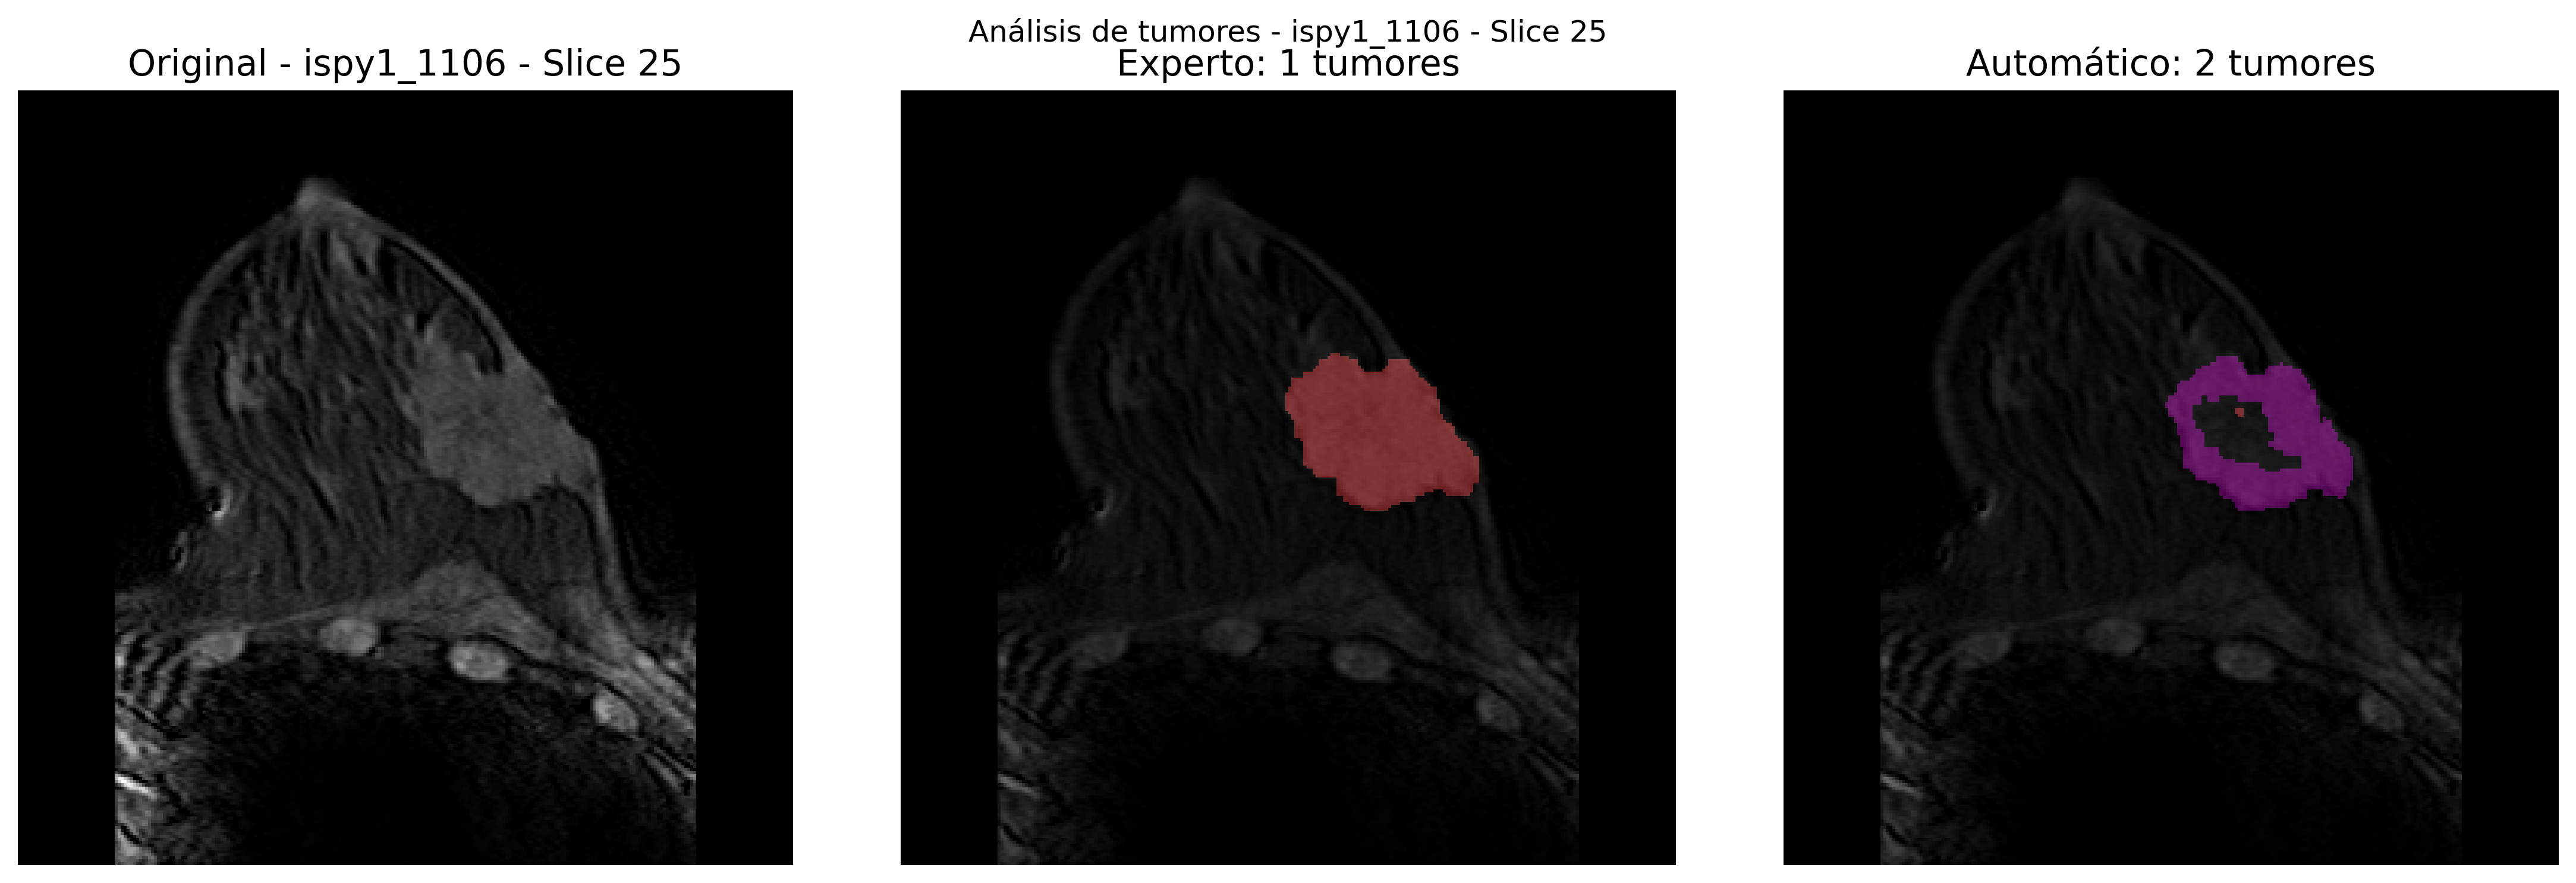 Análisis de tumores - ispy1_1106 - Slice 25
Original - ispy1_1106 - Slice 25
Experto: 1 tumores
Automático: 2 tumores